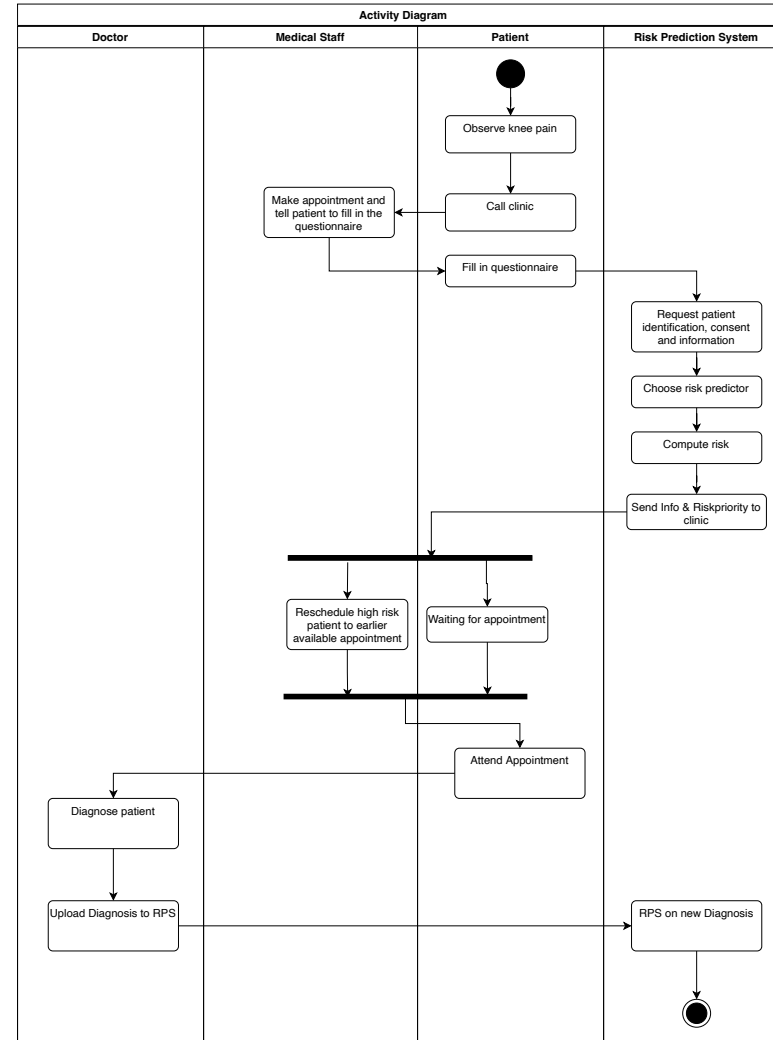 Activity Diagram
Doctor
Medical Staff
Patient
Risk Prediction System
Observe knee pain
Call clinic
Make appointment and
tell patient to fill in the
questionnaire
Fill in questionnaire
Request patient
identification, consent
and information
Choose risk predictor
Compute risk
Send Info & Riskpriority to
clinic
Reschedule high risk
patient to earlier
available appointment
Waiting for appointment
Attend Appointment
Diagnose patient
Upload Diagnosis to RPS
RPS on new Diagnosis